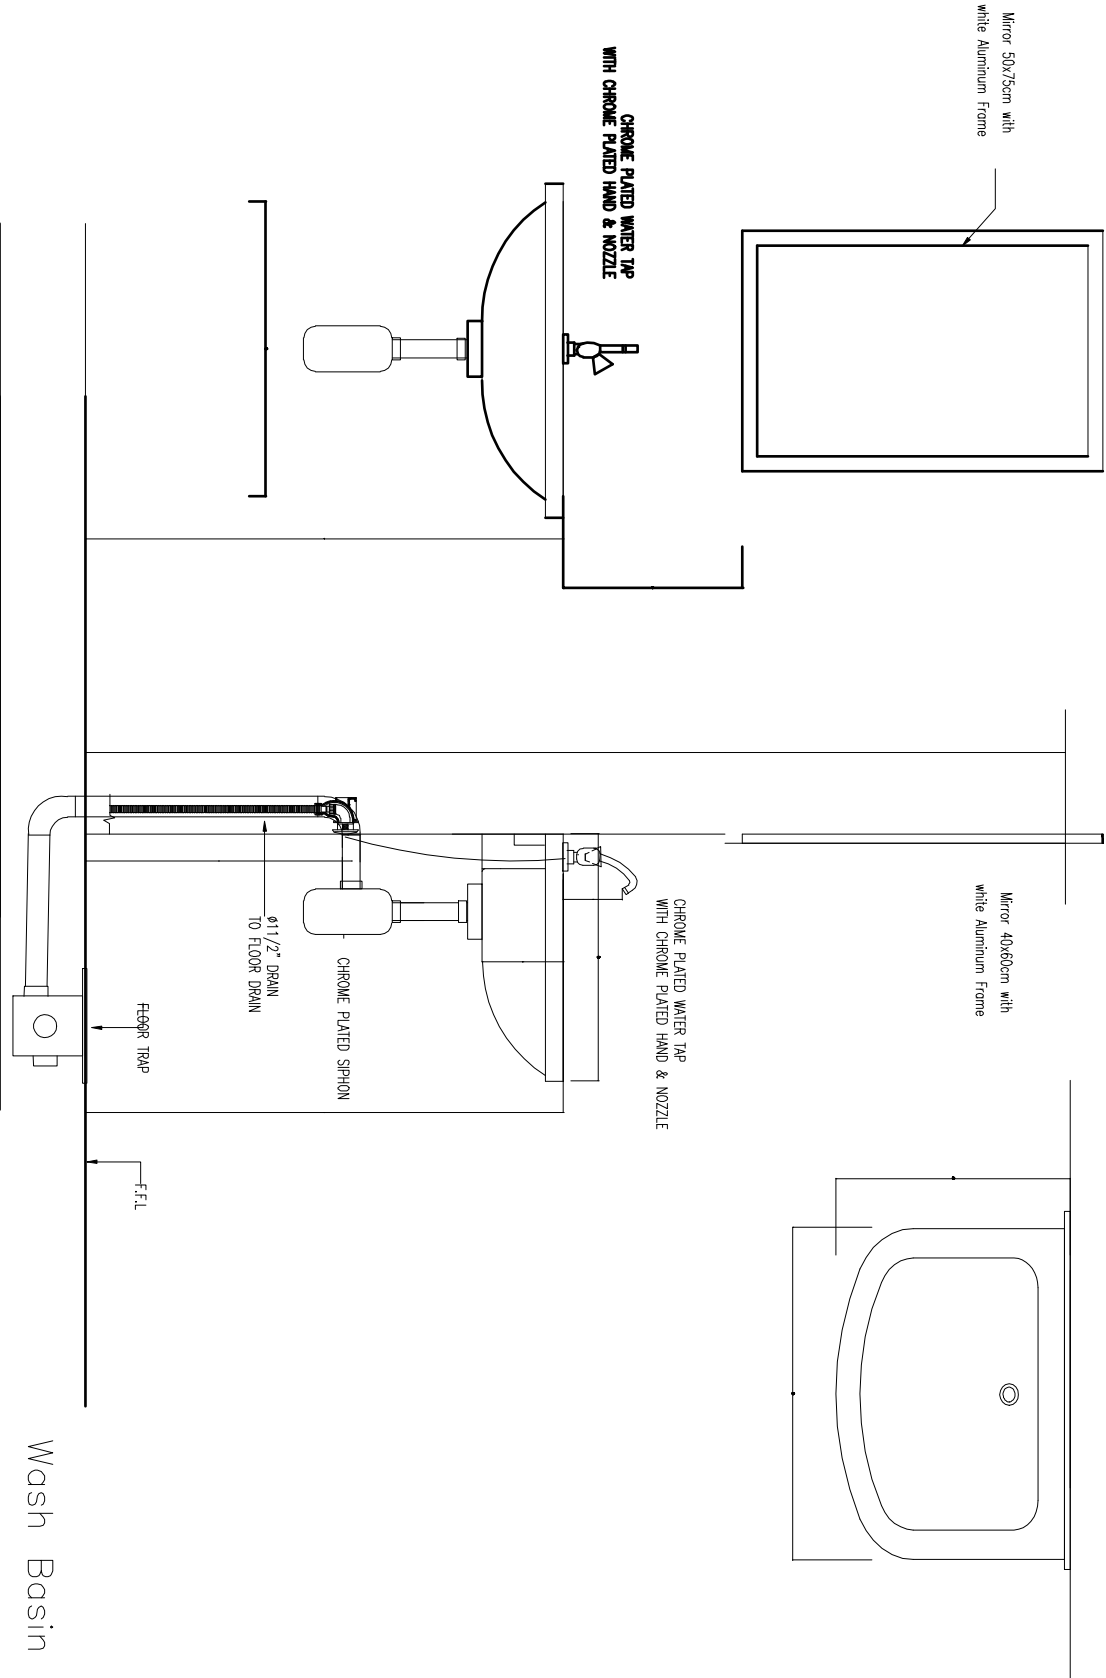 Mirror 50x75cm with
white Aluminum Frame
CHROME PLATED WATER TAP
WITH CHROME PLATED HAND & NOZZLE
Mirror 40x60cm with
white Aluminum Frame
CHROME PLATED WATER TAP
WITH CHROME PLATED HAND & NOZZLE
CHROME PLATED SIPHON
ø11/2" DRAIN
TO FLOOR DRAIN
FLOOR TRAP
F.F.L
Wash Basin